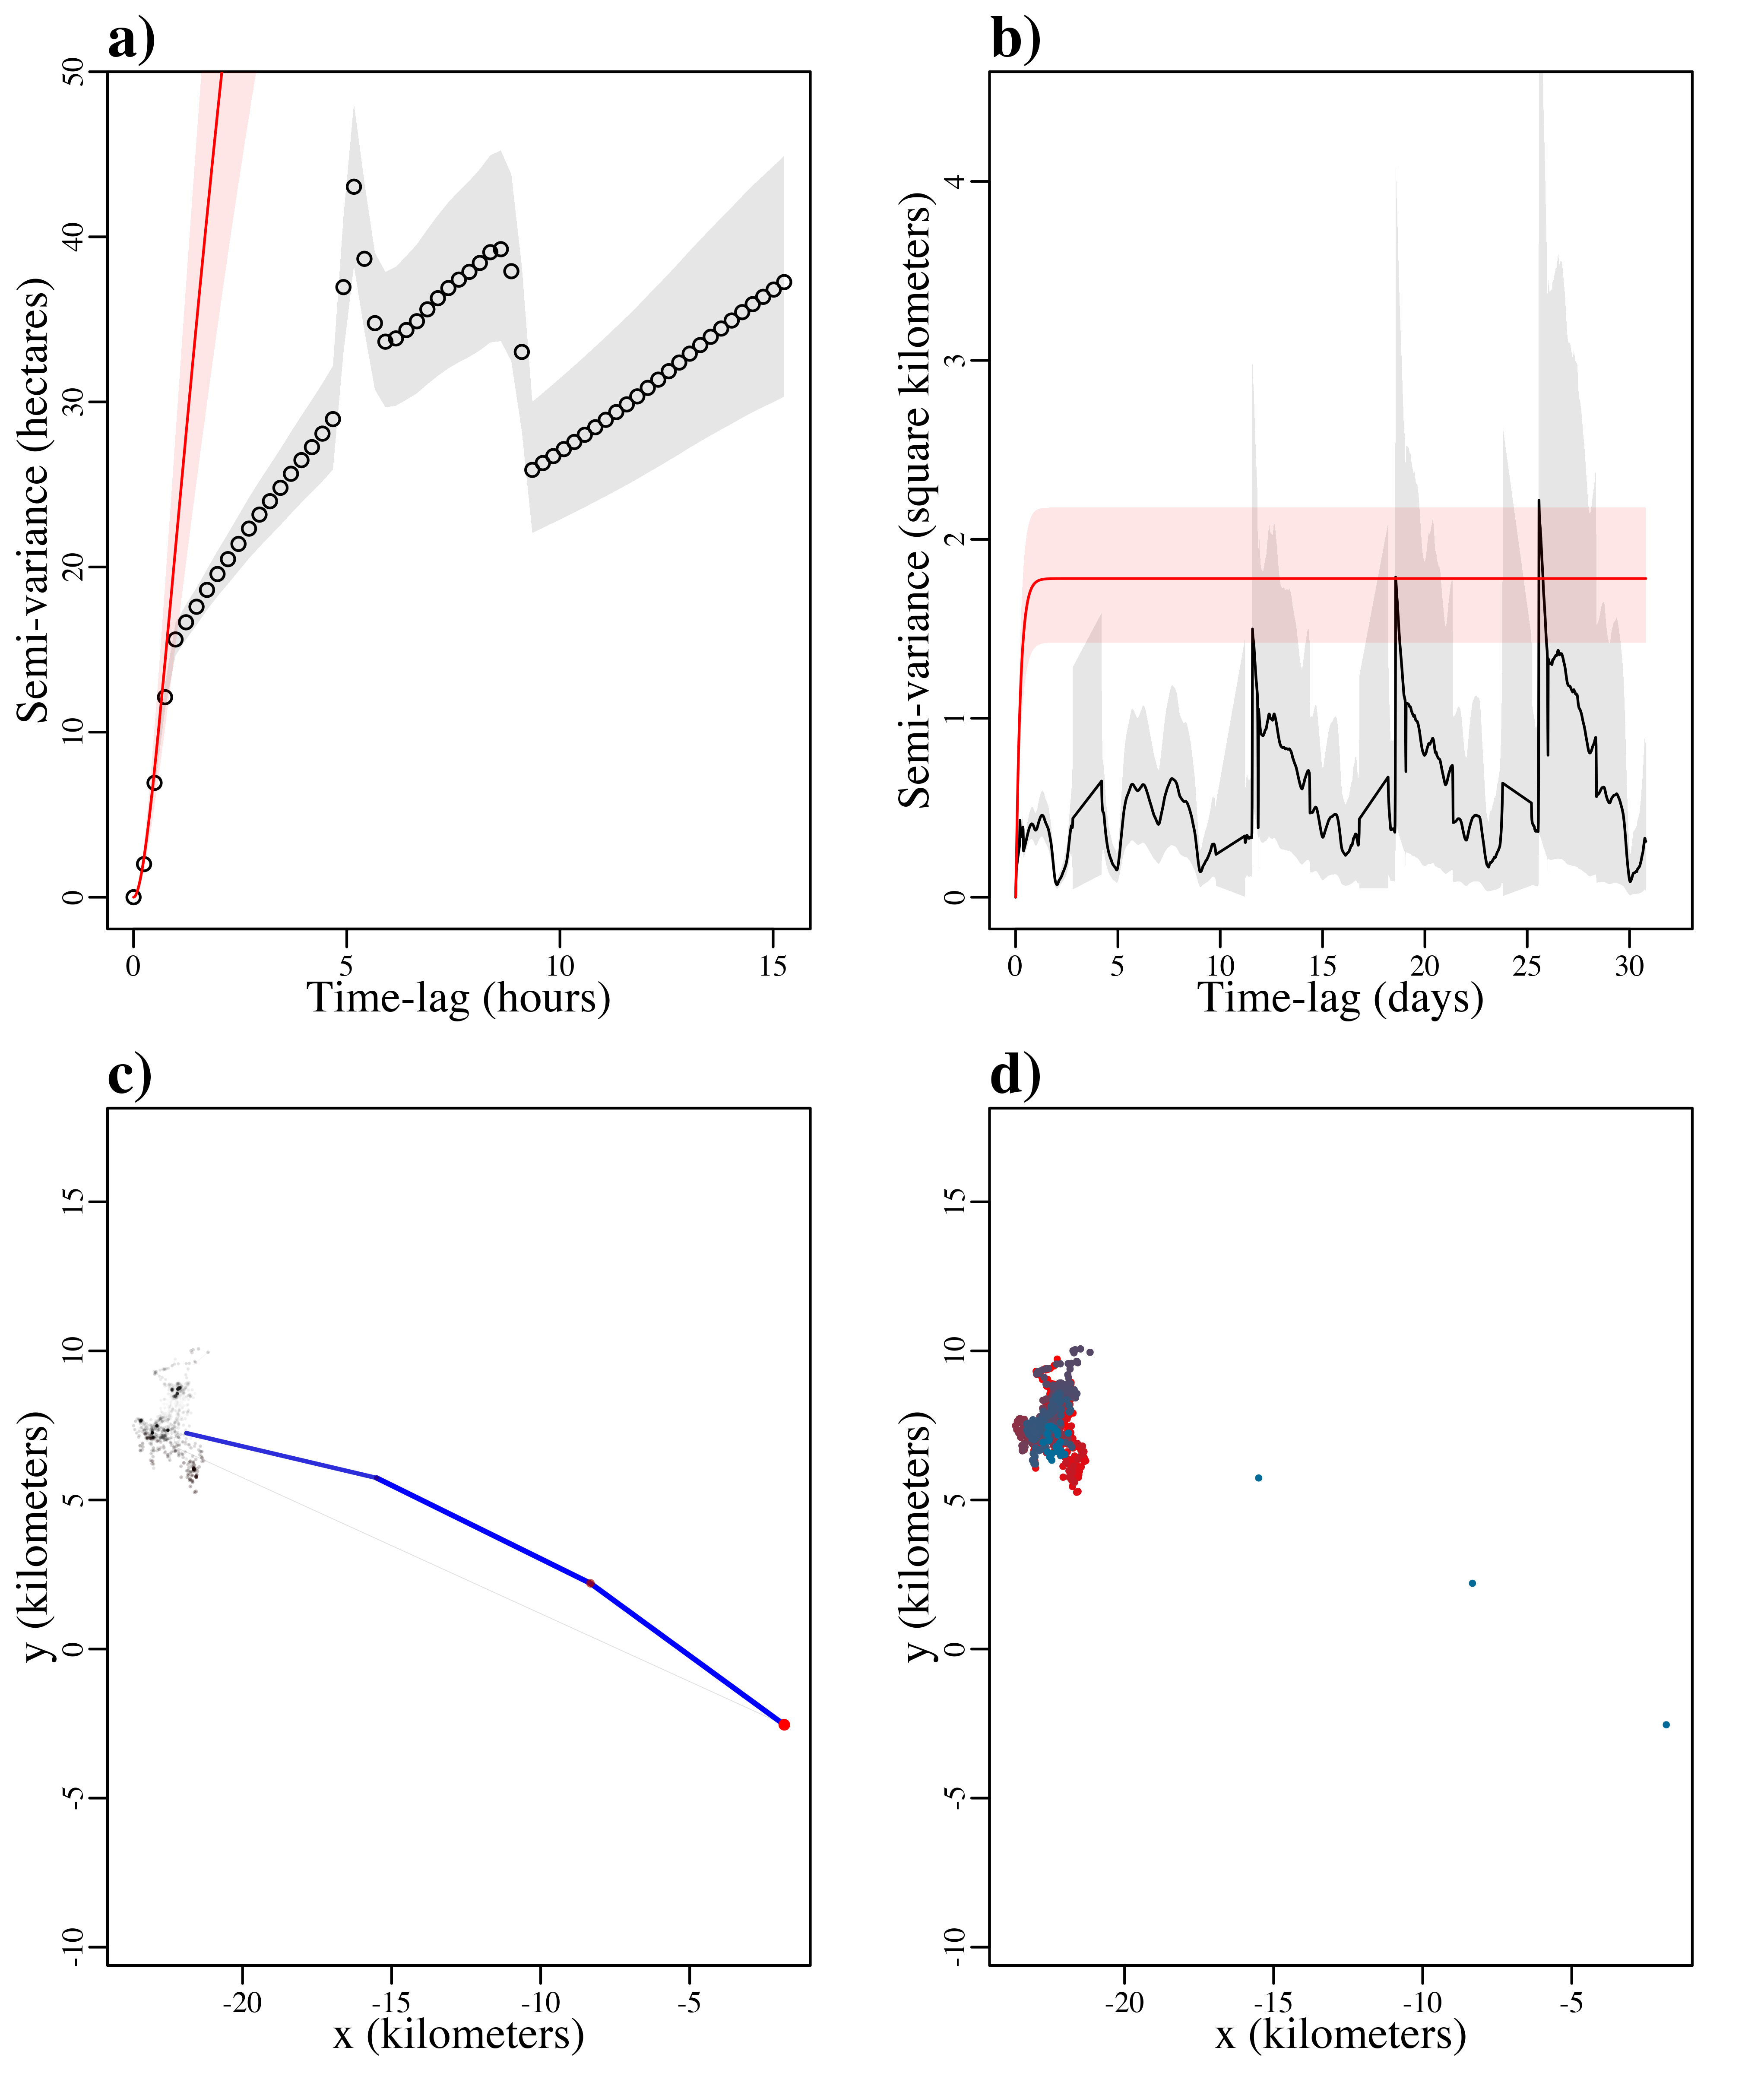 a)
Semi-variance (hectares)
50
40
30
20
10
0
0 5 10 15
Time-lag (hours)
b)
Semi-variance (square kilometers)
4
3
2
1
0
0 5 10 15 20 25 30
Time-lag (days)
c)
y (kilometers)
15
10
5
0
-5
-10
-20 -15 -10 -5
x (kilometers)
d)
y (kilometers)
15
10
5
0
-5
-10
-20 -15 -10 -5
x (kilometers)